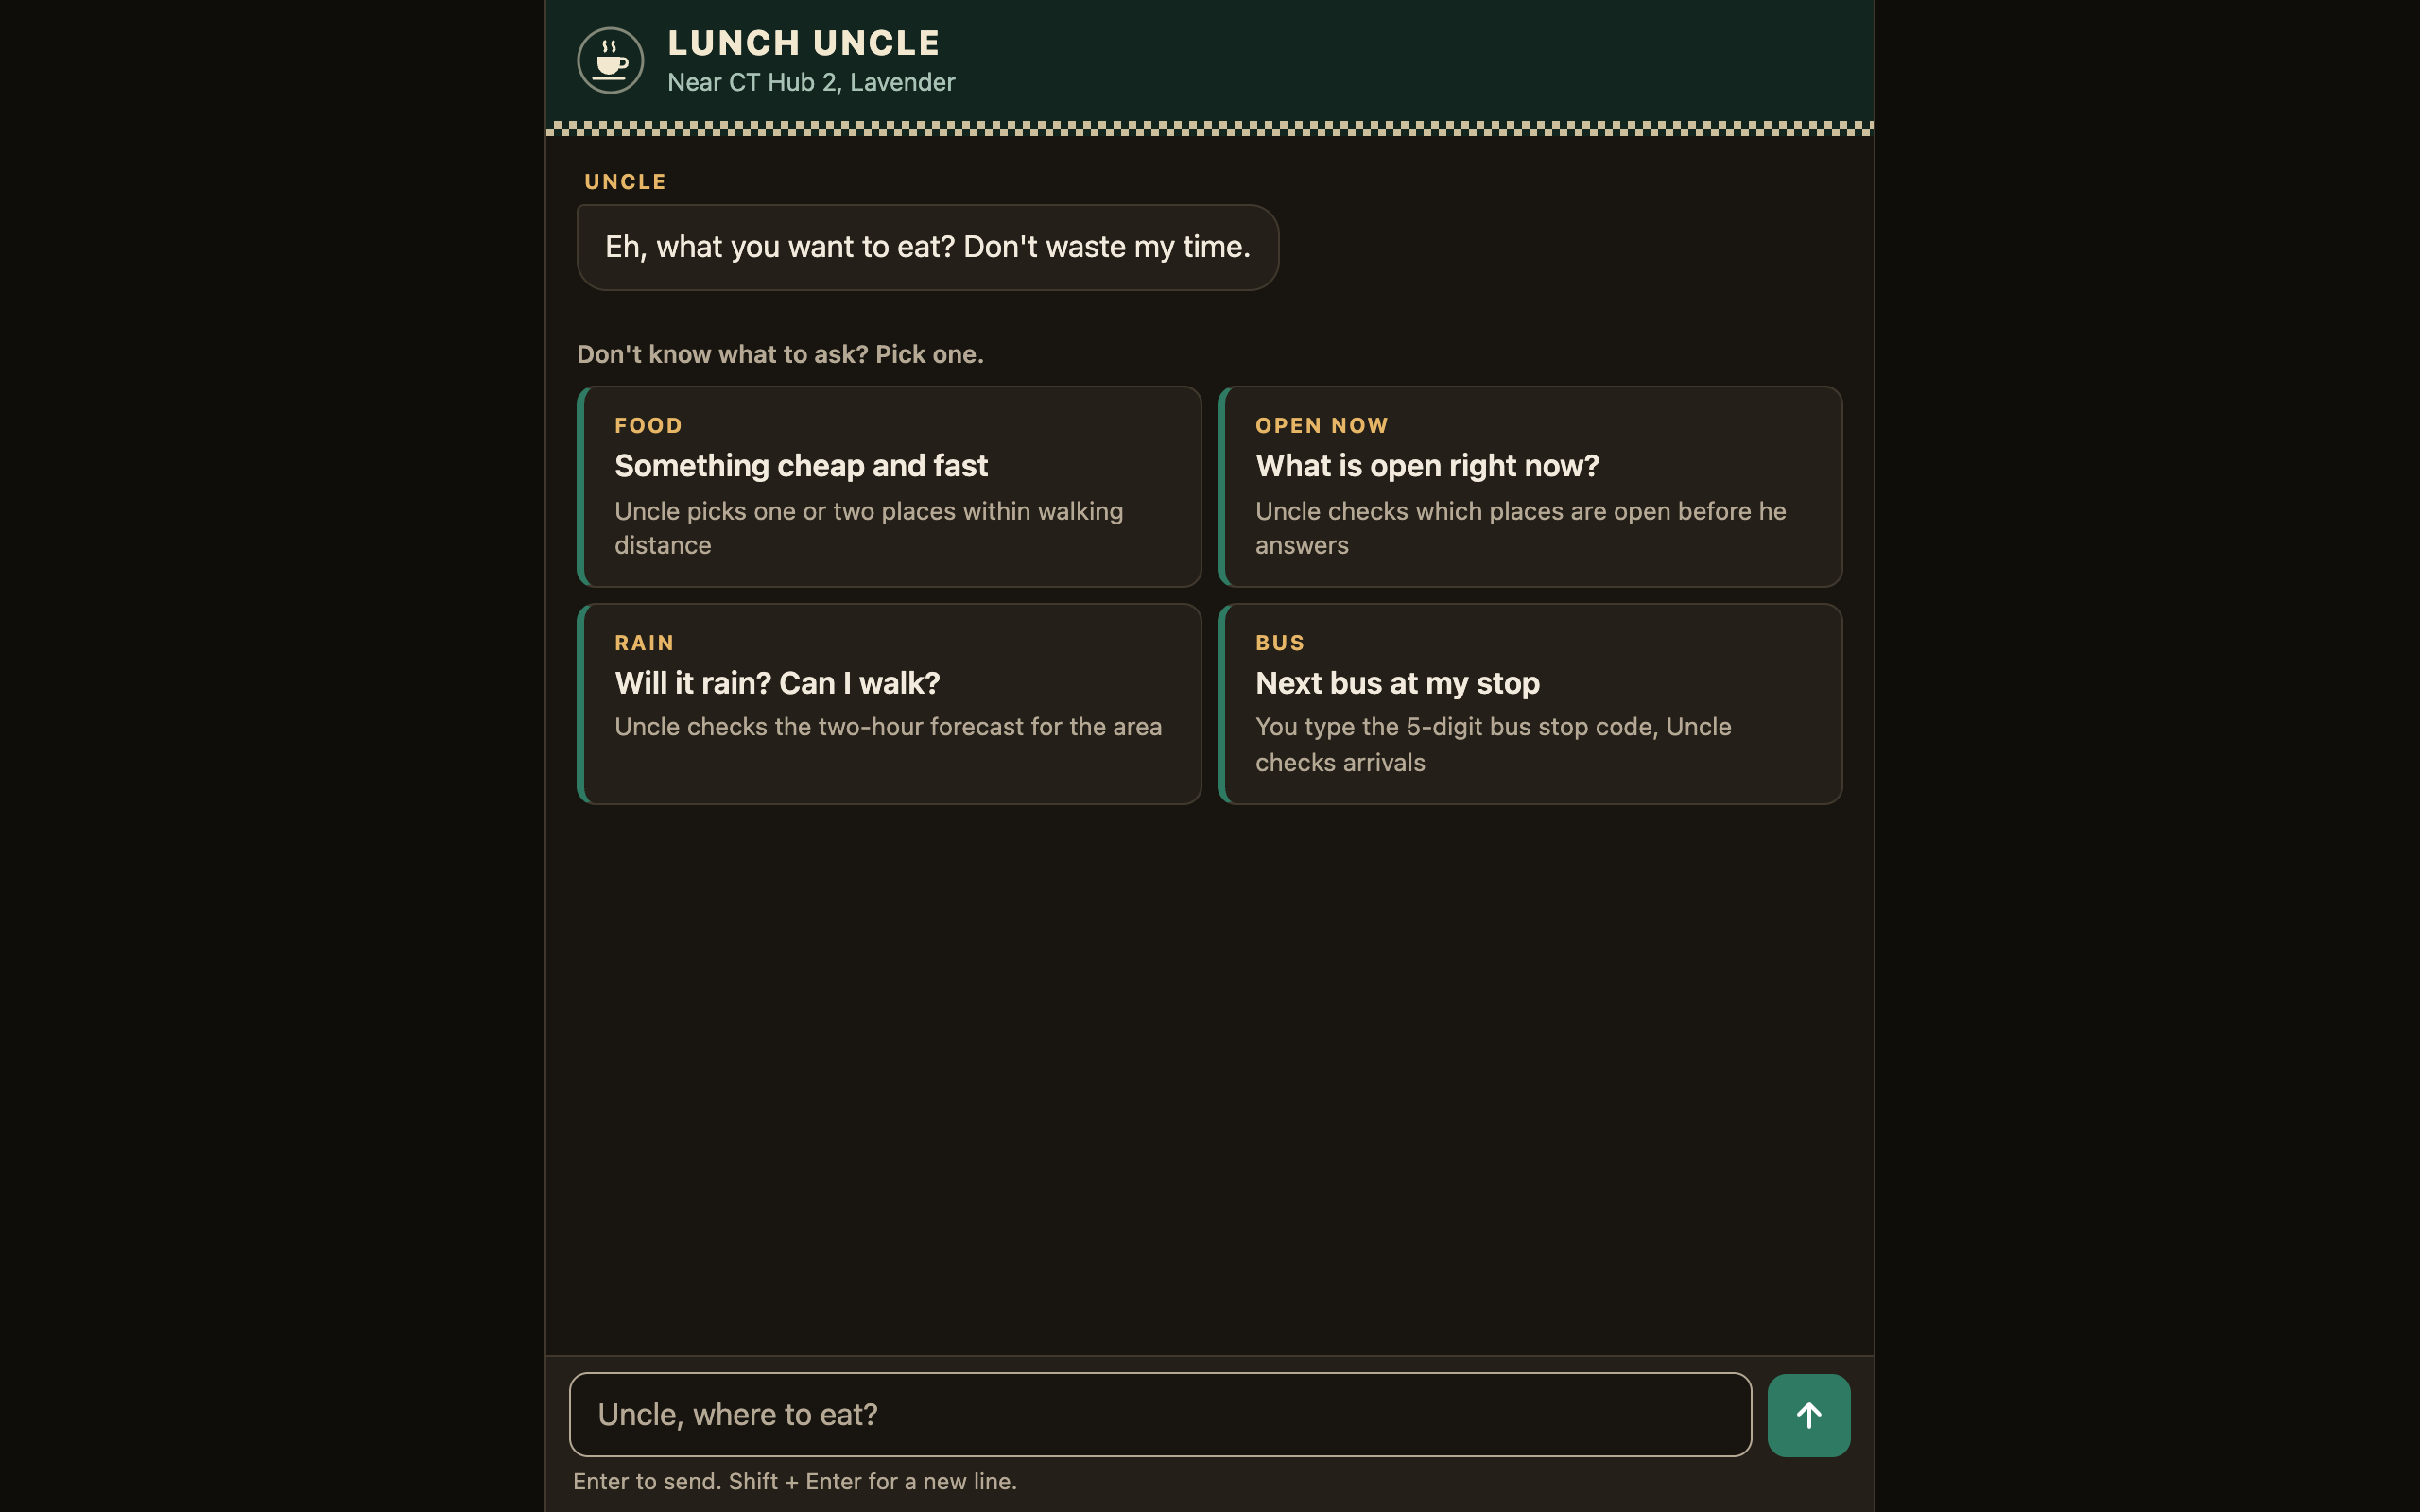 LUNCH UNCLE
Near CT Hub 2, Lavender
UNCLE
Eh, what you want to eat? Don't waste my time.
Don't know what to ask? Pick one.
FOOD
Something cheap and fast
Uncle picks one or two places within walking
distance
OPEN NOW
What is open right now?
Uncle checks which places are open before he
answers
RAIN
Will it rain? Can I walk?
Uncle checks the two-hour forecast for the area
BUS
Next bus at my stop
You type the 5-digit bus stop code, Uncle
checks arrivals
Uncle, where to eat?
Enter to send. Shift + Enter for a new line.